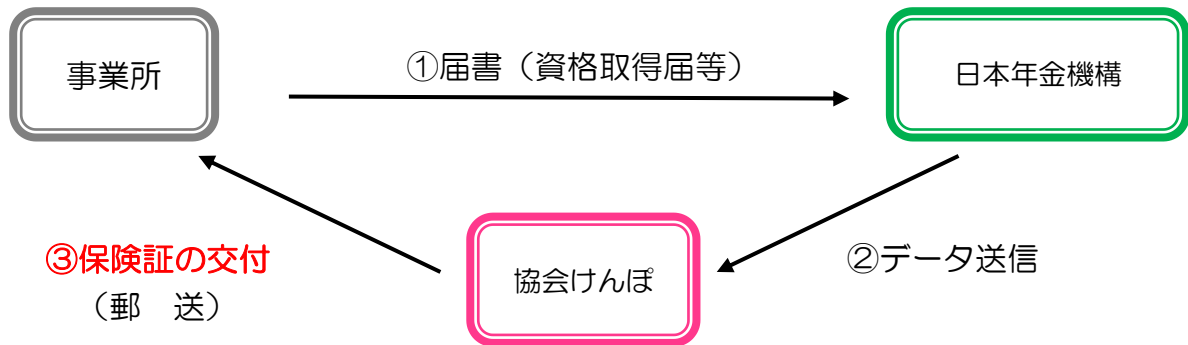 事業所
①届書（資格取得届等）
日本年金機構
②データ送信
協会けんぽ
③保険証の交付
（郵　送）